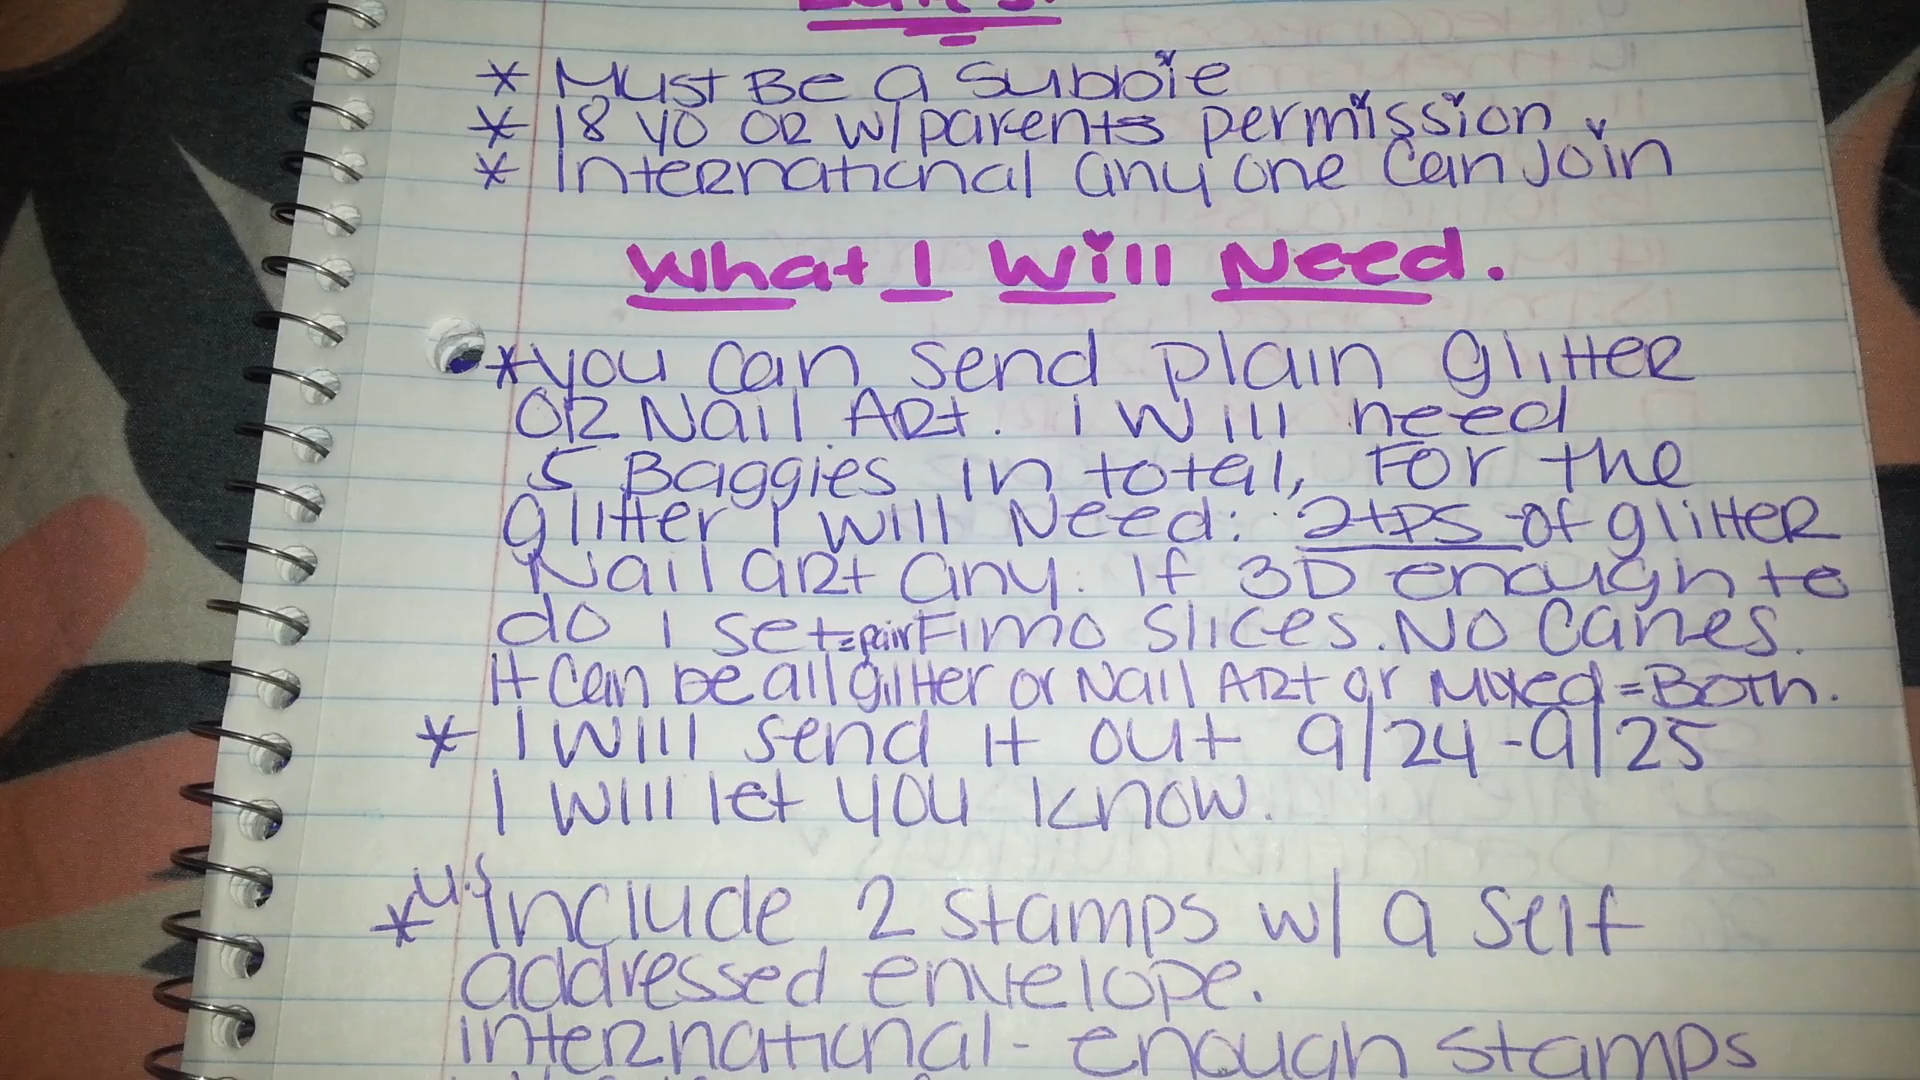 * Must Be a Subbie
* 18 yo OR w/parents permission
* International anyone can Join
What I Will Need.
*you can send plain glitter
OR Nail Art. I will need
5 Baggies in total, For the
glitter I will Need: 2tps of glitter
Nail art any. If 3D enough to
do 1 set=pair Fimo Slices. No Canes.
It can be all glitter or Nail Art or Mixed=Both.
* I will send it out 9/24-9/25
I will let you know.
*U.S Include 2 stamps w/ a self
addressed envelope.
International - enough stamps